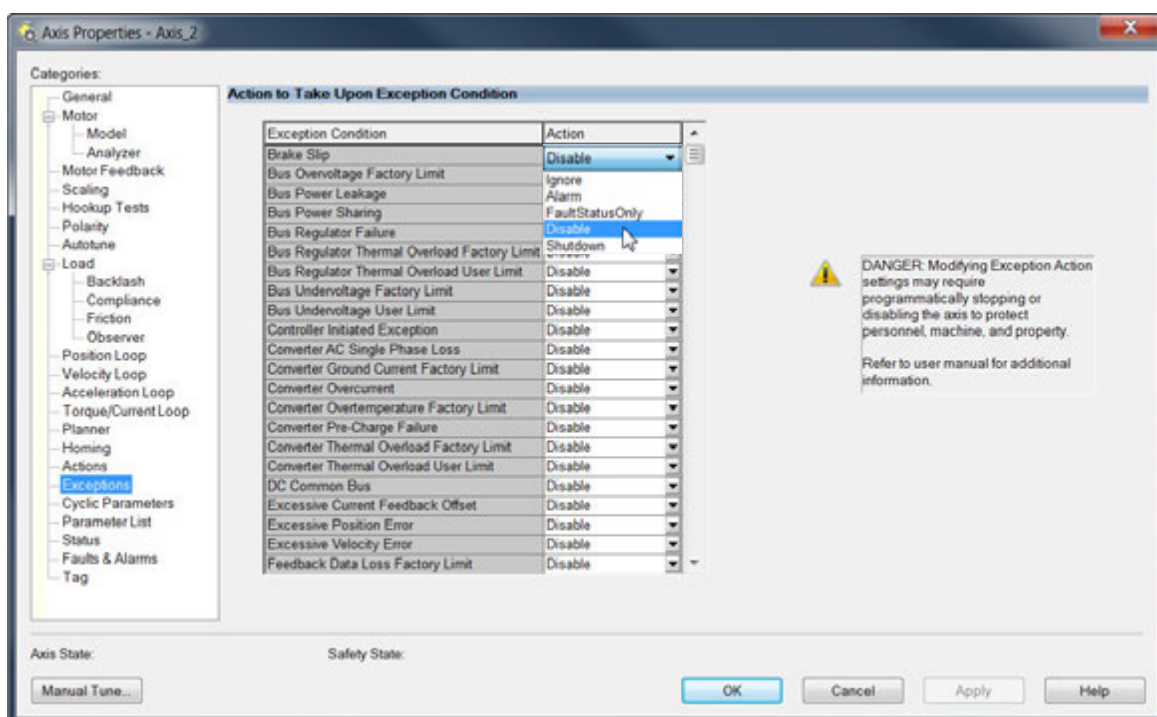 Axis Properties - Axis_2
Categories:
General
Motor
Model
Analyzer
Motor Feedback
Scaling
Hookup Tests
Polarity
Autotune
Load
Backlash
Compliance
Friction
Observer
Position Loop
Velocity Loop
Acceleration Loop
Torque/Current Loop
Planner
Homing
Actions
Exceptions
Cyclic Parameters
Parameter List
Status
Faults & Alarms
Tag
Action to Take Upon Exception Condition
Exception Condition Action
Brake Slip Disable
Bus Overvoltage Factory Limit
Bus Power Leakage
Bus Power Sharing
Bus Regulator Failure
Bus Regulator Thermal Overload Factory Limit
Ignore
Alarm
FaultStatusOnly
Disable
Shutdown
Bus Regulator Thermal Overload User Limit Disable
Bus Undervoltage Factory Limit Disable
Bus Undervoltage User Limit Disable
Controller Initiated Exception Disable
Converter AC Single Phase Loss Disable
Converter Ground Current Factory Limit Disable
Converter Overcurrent Disable
Converter Overtemperature Factory Limit Disable
Converter Pre-Charge Failure Disable
Converter Thermal Overload Factory Limit Disable
Converter Thermal Overload User Limit Disable
DC Common Bus Disable
Excessive Current Feedback Offset Disable
Excessive Position Error Disable
Excessive Velocity Error Disable
Feedback Data Loss Factory Limit Disable
DANGER: Modifying Exception Action
settings may require
programmatically stopping or
disabling the axis to protect
personnel, machine, and property.
Refer to user manual for additional
information.
Axis State:
Safety State:
Manual Tune...
OK
Cancel
Apply
Help